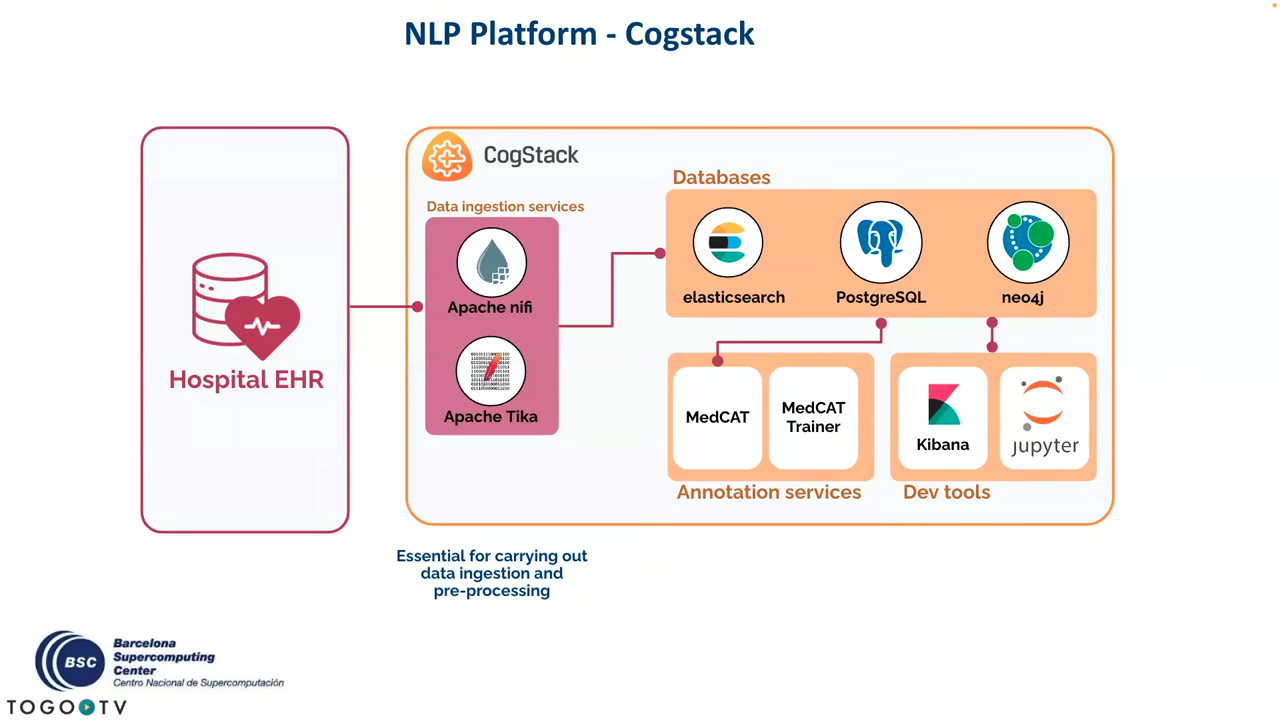 NLP Platform - Cogstack
CogStack
Data ingestion services
Apache nifi
Apache Tika
Hospital EHR
Databases
elasticsearch
PostgreSQL
neo4j
MedCAT
MedCAT
Trainer
Annotation services
Kibana
jupyter
Dev tools
Essential for carrying out
data ingestion and
pre-processing
BSC
Barcelona
Supercomputing
Center
Centro Nacional de Supercomputación
TOGO TV